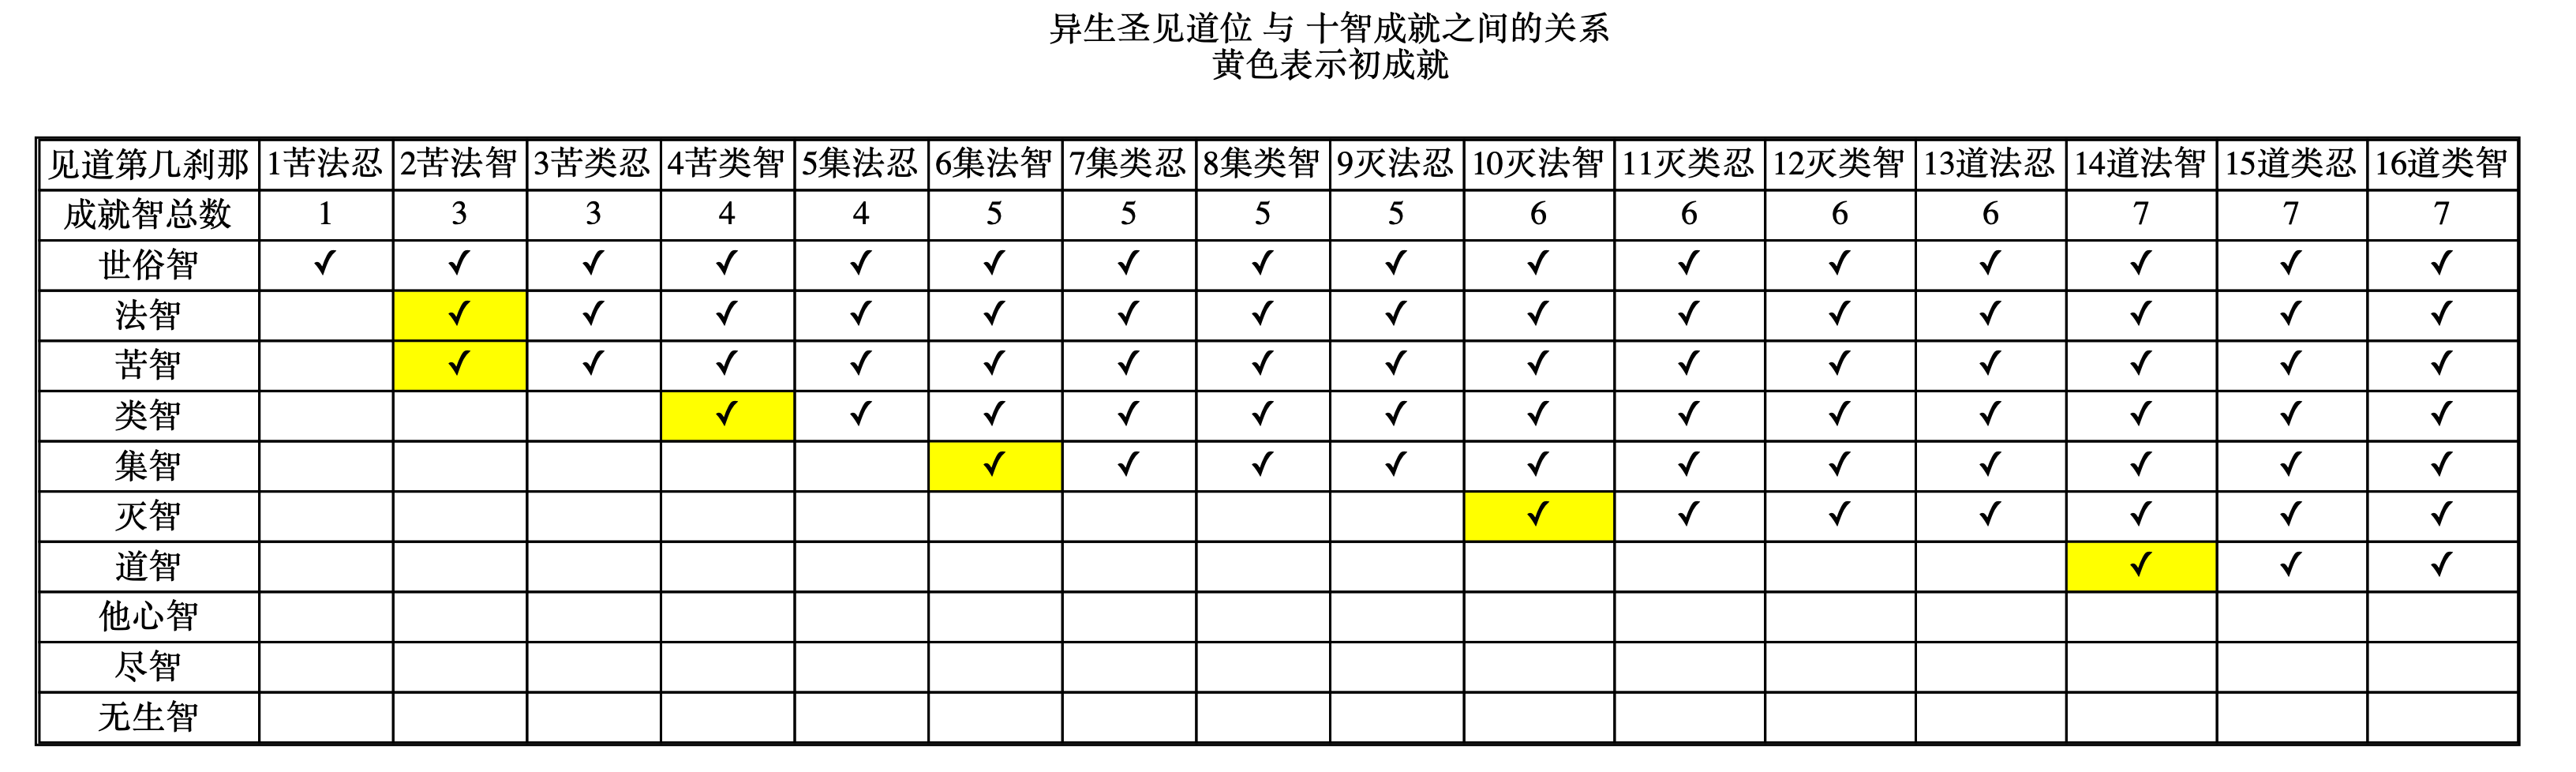 异生圣见道位 与 十智成就之间的关系
黄色表示初成就
见道第几刹那 1苦法忍 2苦法智 3苦类忍 4苦类智 5集法忍 6集法智 7集类忍 8集类智 9灭法忍 10灭法智 11灭类忍 12灭类智 13道法忍 14道法智 15道类忍 16道类智
成就智总数 1 3 3 4 4 5 5 5 5 6 6 6 6 7 7 7
世俗智 ✓ ✓ ✓ ✓ ✓ ✓ ✓ ✓ ✓ ✓ ✓ ✓ ✓ ✓ ✓ ✓
法智 ✓ ✓ ✓ ✓ ✓ ✓ ✓ ✓ ✓ ✓ ✓ ✓ ✓ ✓ ✓
苦智 ✓ ✓ ✓ ✓ ✓ ✓ ✓ ✓ ✓ ✓ ✓ ✓ ✓ ✓ ✓
类智 ✓ ✓ ✓ ✓ ✓ ✓ ✓ ✓ ✓ ✓ ✓ ✓ ✓
集智 ✓ ✓ ✓ ✓ ✓ ✓ ✓ ✓ ✓ ✓ ✓
灭智 ✓ ✓ ✓ ✓ ✓ ✓ ✓
道智 ✓ ✓ ✓
他心智
尽智
无生智